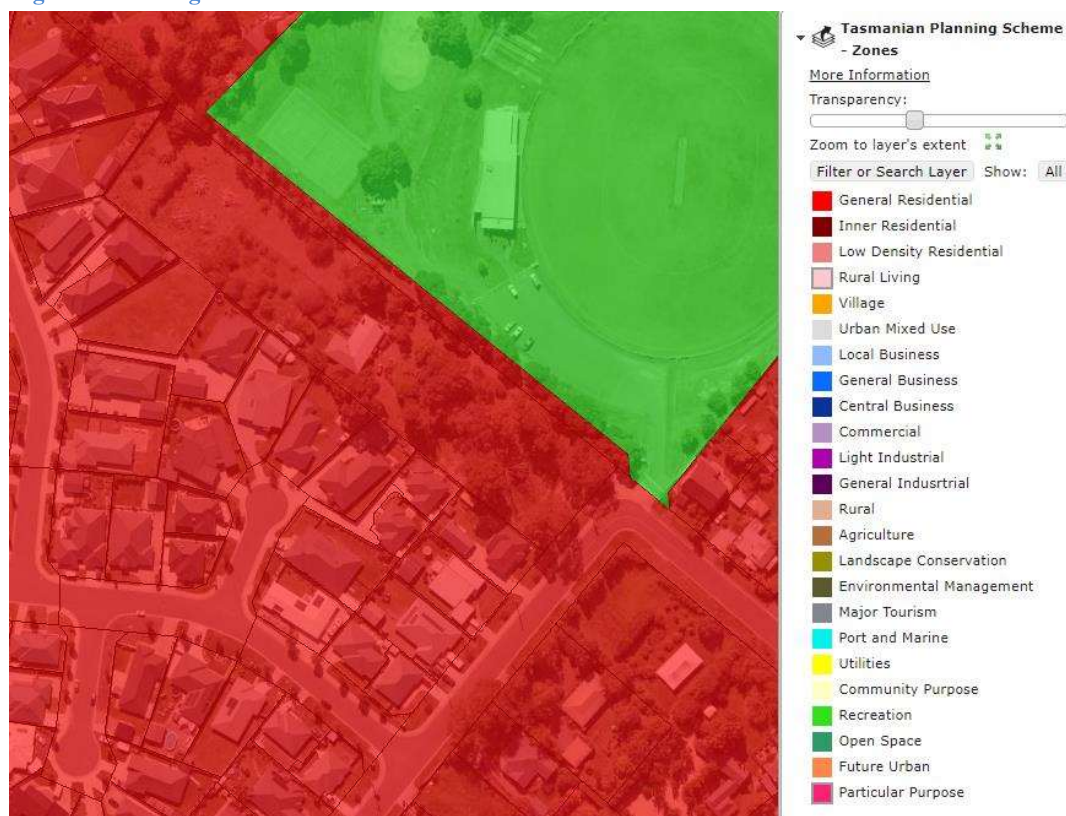 Tasmanian Planning Scheme
- Zones
More Information
Transparency:
Zoom to layer's extent
Filter or Search Layer Show: All
General Residential
Inner Residential
Low Density Residential
Rural Living
Village
Urban Mixed Use
Local Business
General Business
Central Business
Commercial
Light Industrial
General Indusrtrial
Rural
Agriculture
Landscape Conservation
Environmental Management
Major Tourism
Port and Marine
Utilities
Community Purpose
Recreation
Open Space
Future Urban
Particular Purpose